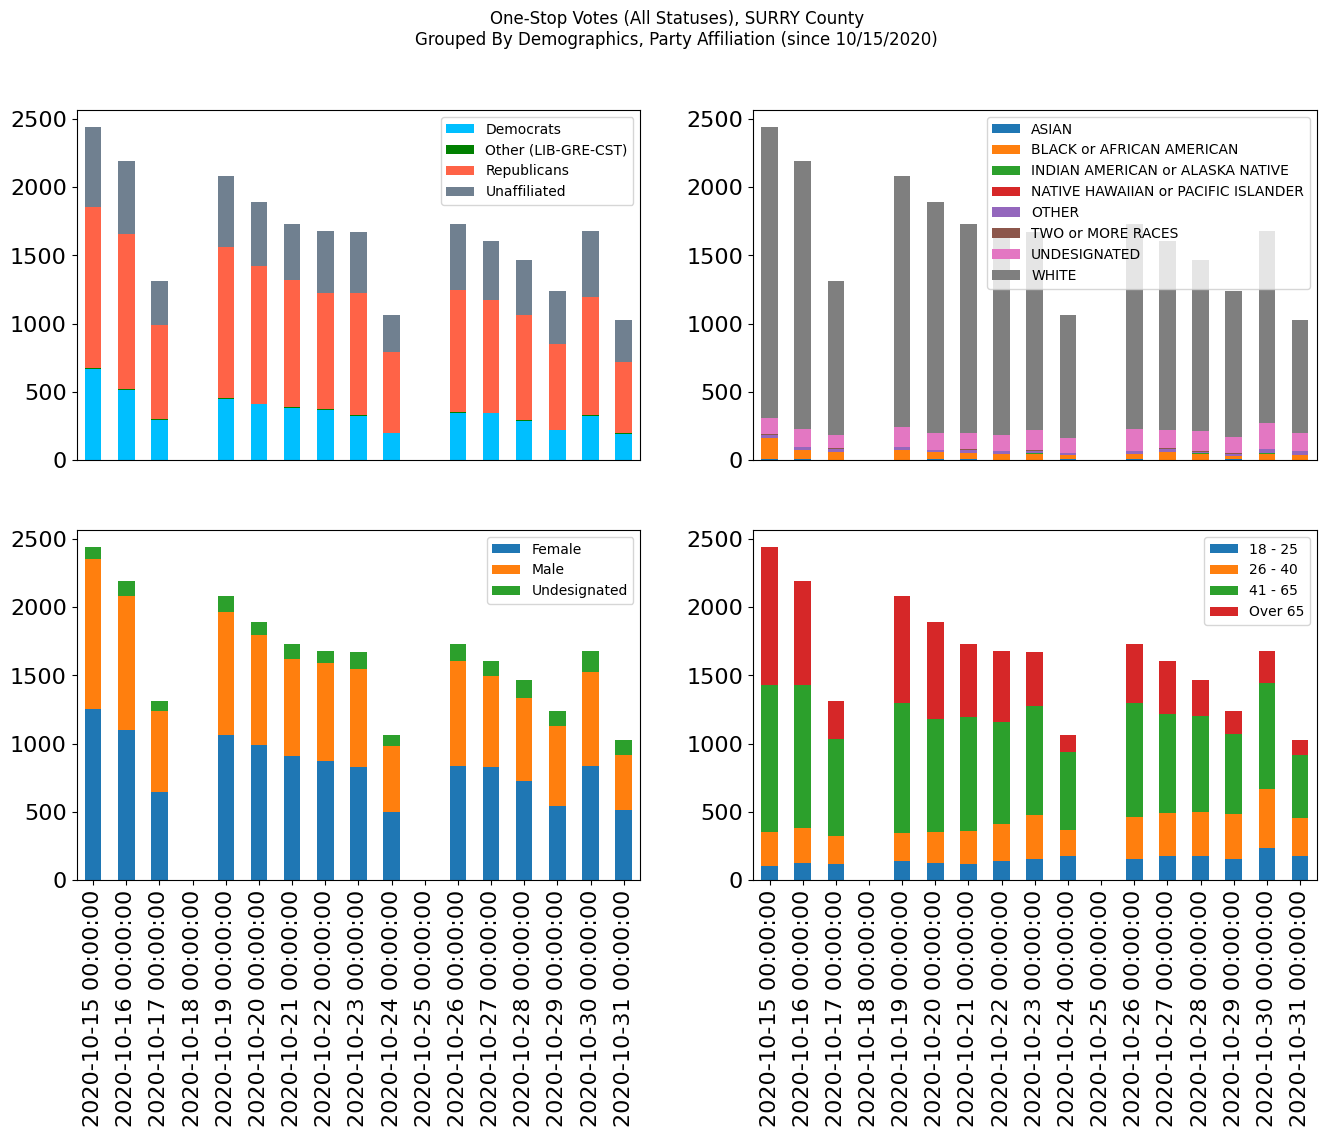 One-Stop Votes (All Statuses), SURRY County
Grouped By Demographics, Party Affiliation (since 10/15/2020)
2500
2000
1500
1000
500
0
Democrats
Other (LIB-GRE-CST)
Republicans
Unaffiliated
2500
2000
1500
1000
500
0
ASIAN
BLACK or AFRICAN AMERICAN
INDIAN AMERICAN or ALASKA NATIVE
NATIVE HAWAIIAN or PACIFIC ISLANDER
OTHER
TWO or MORE RACES
UNDESIGNATED
WHITE
2500
2000
1500
1000
500
0
Female
Male
Undesignated
2020-10-15 00:00:00
2020-10-16 00:00:00
2020-10-17 00:00:00
2020-10-18 00:00:00
2020-10-19 00:00:00
2020-10-20 00:00:00
2020-10-21 00:00:00
2020-10-22 00:00:00
2020-10-23 00:00:00
2020-10-24 00:00:00
2020-10-25 00:00:00
2020-10-26 00:00:00
2020-10-27 00:00:00
2020-10-28 00:00:00
2020-10-29 00:00:00
2020-10-30 00:00:00
2020-10-31 00:00:00
2500
2000
1500
1000
500
0
18 - 25
26 - 40
41 - 65
Over 65
2020-10-15 00:00:00
2020-10-16 00:00:00
2020-10-17 00:00:00
2020-10-18 00:00:00
2020-10-19 00:00:00
2020-10-20 00:00:00
2020-10-21 00:00:00
2020-10-22 00:00:00
2020-10-23 00:00:00
2020-10-24 00:00:00
2020-10-25 00:00:00
2020-10-26 00:00:00
2020-10-27 00:00:00
2020-10-28 00:00:00
2020-10-29 00:00:00
2020-10-30 00:00:00
2020-10-31 00:00:00